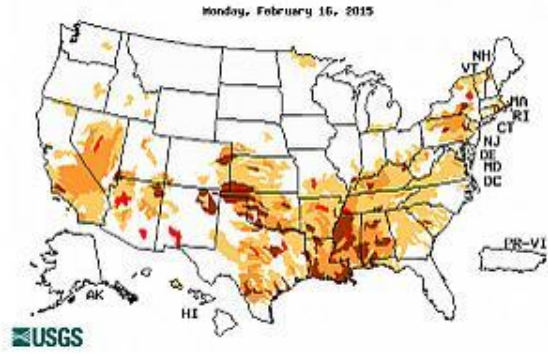 Monday, February 16, 2015
NH
VT
MA
RI
CT
NJ
DE
MD
DC
PR-VI
AK
HI
USGS